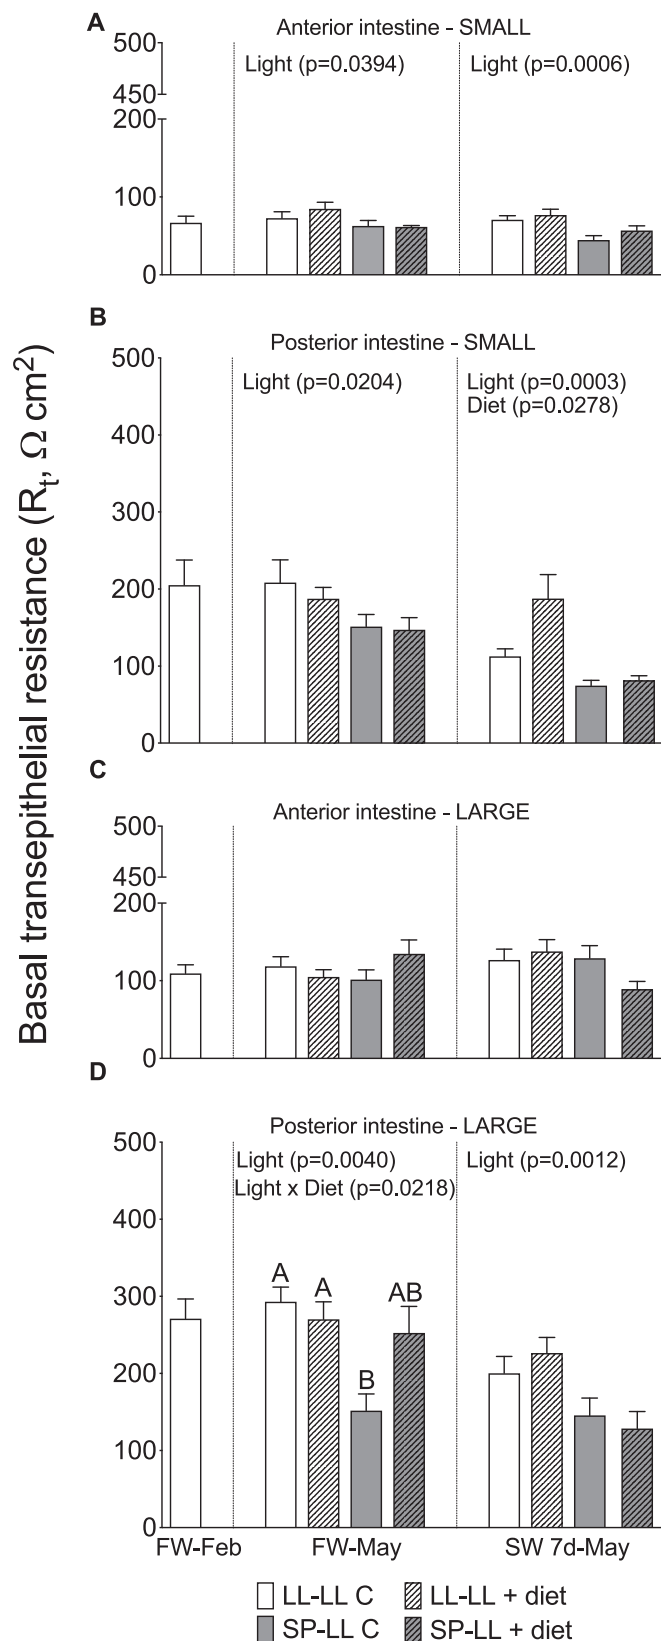 Basal transepithelial resistance (Rt, Ω cm²)
A
Anterior intestine - SMALL
500
450
200
100
0
Light (p=0.0394)
Light (p=0.0006)
B
Posterior intestine - SMALL
500
400
300
200
100
0
Light (p=0.0204)
Light (p=0.0003)
Diet (p=0.0278)
C
Anterior intestine - LARGE
500
450
200
100
0
D
Posterior intestine - LARGE
500
400
300
200
100
0
Light (p=0.0040)
Light x Diet (p=0.0218)
Light (p=0.0012)
A
A
B
AB
FW-Feb
FW-May
SW 7d-May
LL-LL C
LL-LL + diet
SP-LL C
SP-LL + diet